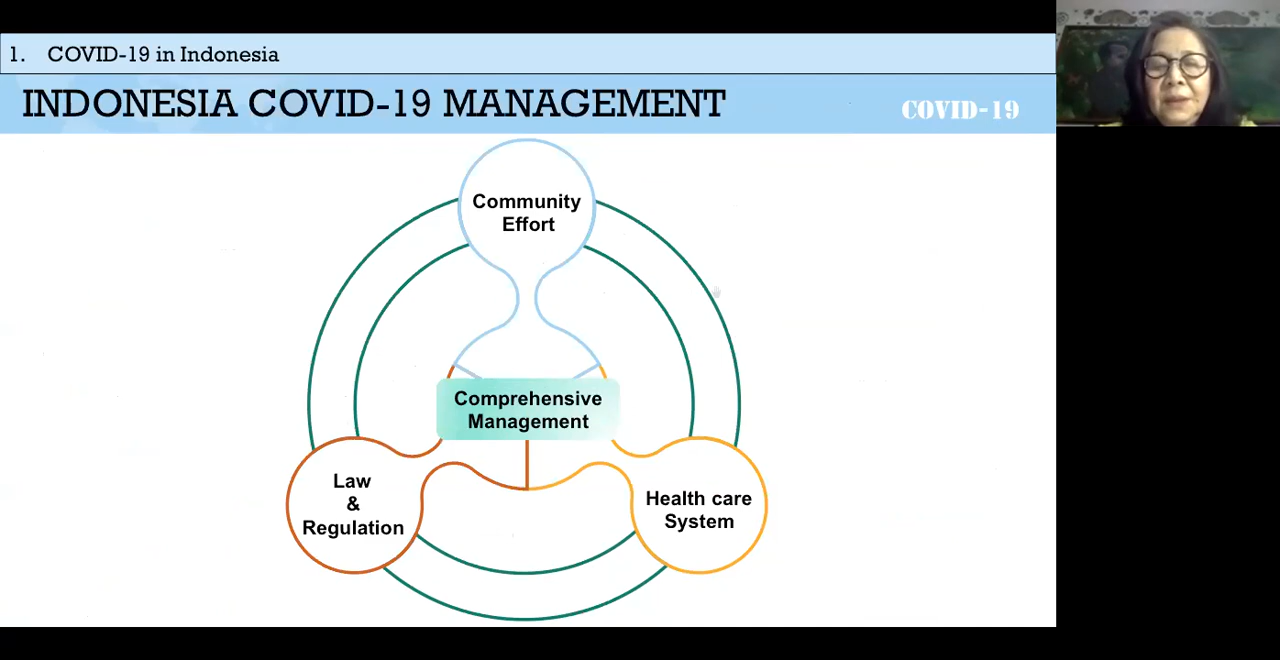 1. COVID-19 in Indonesia
INDONESIA COVID-19 MANAGEMENT
COVID-19
Community
Effort
Comprehensive
Management
Law
&
Regulation
Health care
System